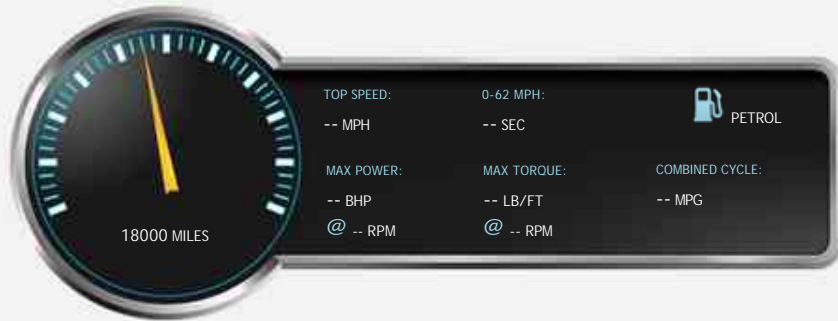 TOP SPEED:
-- MPH
0-62 MPH:
-- SEC
PETROL
MAX POWER:
-- BHP
@ -- RPM
MAX TORQUE:
-- LB/FT
@ -- RPM
COMBINED CYCLE:
-- MPG
18000 MILES